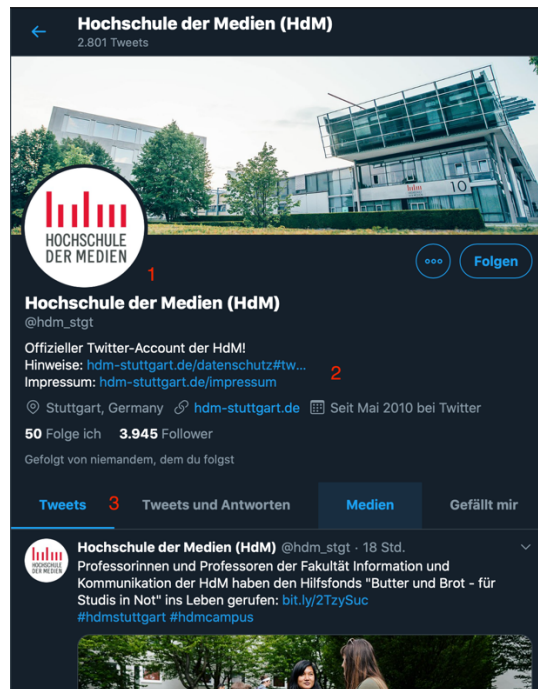 Hochschule der Medien (HdM)
2.801 Tweets
hdm
10
HOCHSCHULE
DER MEDIEN
1
Folgen
Hochschule der Medien (HdM)
@hdm_stgt
Offizieller Twitter-Account der HdM!
Hinweise: hdm-stuttgart.de/datenschutz#tw...
2
Impressum: hdm-stuttgart.de/impressum
Stuttgart, Germany hdm-stuttgart.de Seit Mai 2010 bei Twitter
50 Folge ich 3.945 Follower
Gefolgt von niemandem, dem du folgst
Tweets 3 Tweets und Antworten Medien Gefällt mir
HOCHSCHULE
DER MEDIEN
Hochschule der Medien (HdM) @hdm_stgt · 18 Std.
Professorinnen und Professoren der Fakultät Information und
Kommunikation der HdM haben den Hilfsfonds "Butter und Brot - für
Studis in Not" ins Leben gerufen: bit.ly/2TzySuc
#hdmstuttgart #hdmcampus